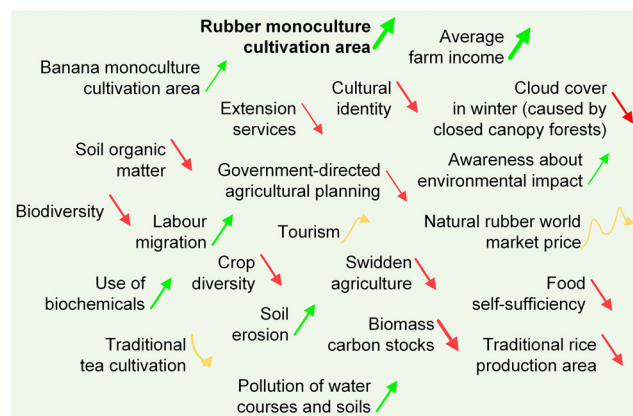 Rubber monoculture
cultivation area
Average
farm income
Banana monoculture
cultivation area
Cultural
identity
Cloud cover
in winter (caused by
closed canopy forests)
Extension
services
Soil organic
matter
Government-directed
agricultural planning
Awareness about
environmental impact
Biodiversity
Labour
migration
Tourism
Natural rubber world
market price
Use of
biochemicals
Crop
diversity
Swidden
agriculture
Food
self-sufficiency
Soil
erosion
Biomass
carbon stocks
Traditional
tea cultivation
Traditional rice
production area
Pollution of water
courses and soils